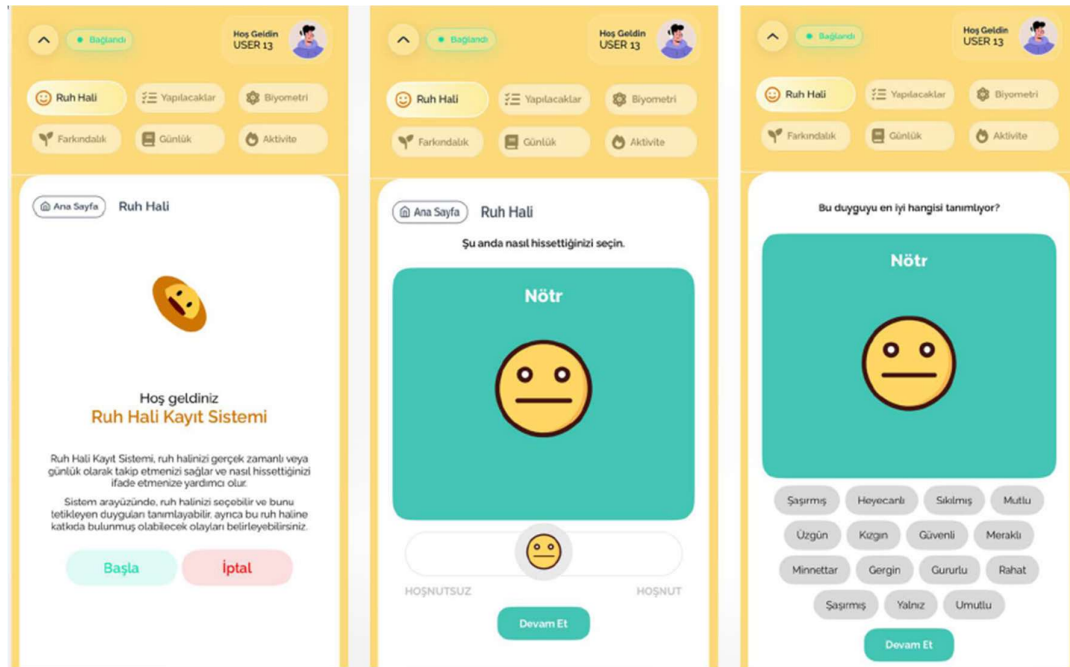 Bağlandı
Hoş Geldin
USER 13
Ruh Hali
Yapılacaklar
Biyometri
Farkındalık
Günlük
Aktivite
Ana Sayfa
Ruh Hali
Hoş geldiniz
Ruh Hali Kayıt Sistemi
Ruh Hali Kayıt Sistemi, ruh halinizi gerçek zamanlı veya
günlük olarak takip etmenizi sağlar ve nasıl hissettiğinizi
ifade etmenize yardımcı olur.
Sistem arayüzünde, ruh halinizi seçebilir ve bunu
tetikleyen duyguları tanımlayabilir, ayrıca bu ruh haline
katkıda bulunmuş olabilecek olayları belirleyebilirsiniz.
Başla
İptal
Bağlandı
Hoş Geldin
USER 13
Ruh Hali
Yapılacaklar
Biyometri
Farkındalık
Günlük
Aktivite
Ana Sayfa
Ruh Hali
Şu anda nasıl hissettiğinizi seçin.
Nötr
HOŞNUTSUZ
HOŞNUT
Devam Et
Bağlandı
Hoş Geldin
USER 13
Ruh Hali
Yapılacaklar
Biyometri
Farkındalık
Günlük
Aktivite
Bu duyguyu en iyi hangisi tanımlıyor?
Nötr
Şaşırmış Heyecanlı Sıkılmış Mutlu
Üzgün Kızgın Güvenli Meraklı
Minnettar Gergin Gururlu Rahat
Şaşırmış Yalnız Umutlu
Devam Et